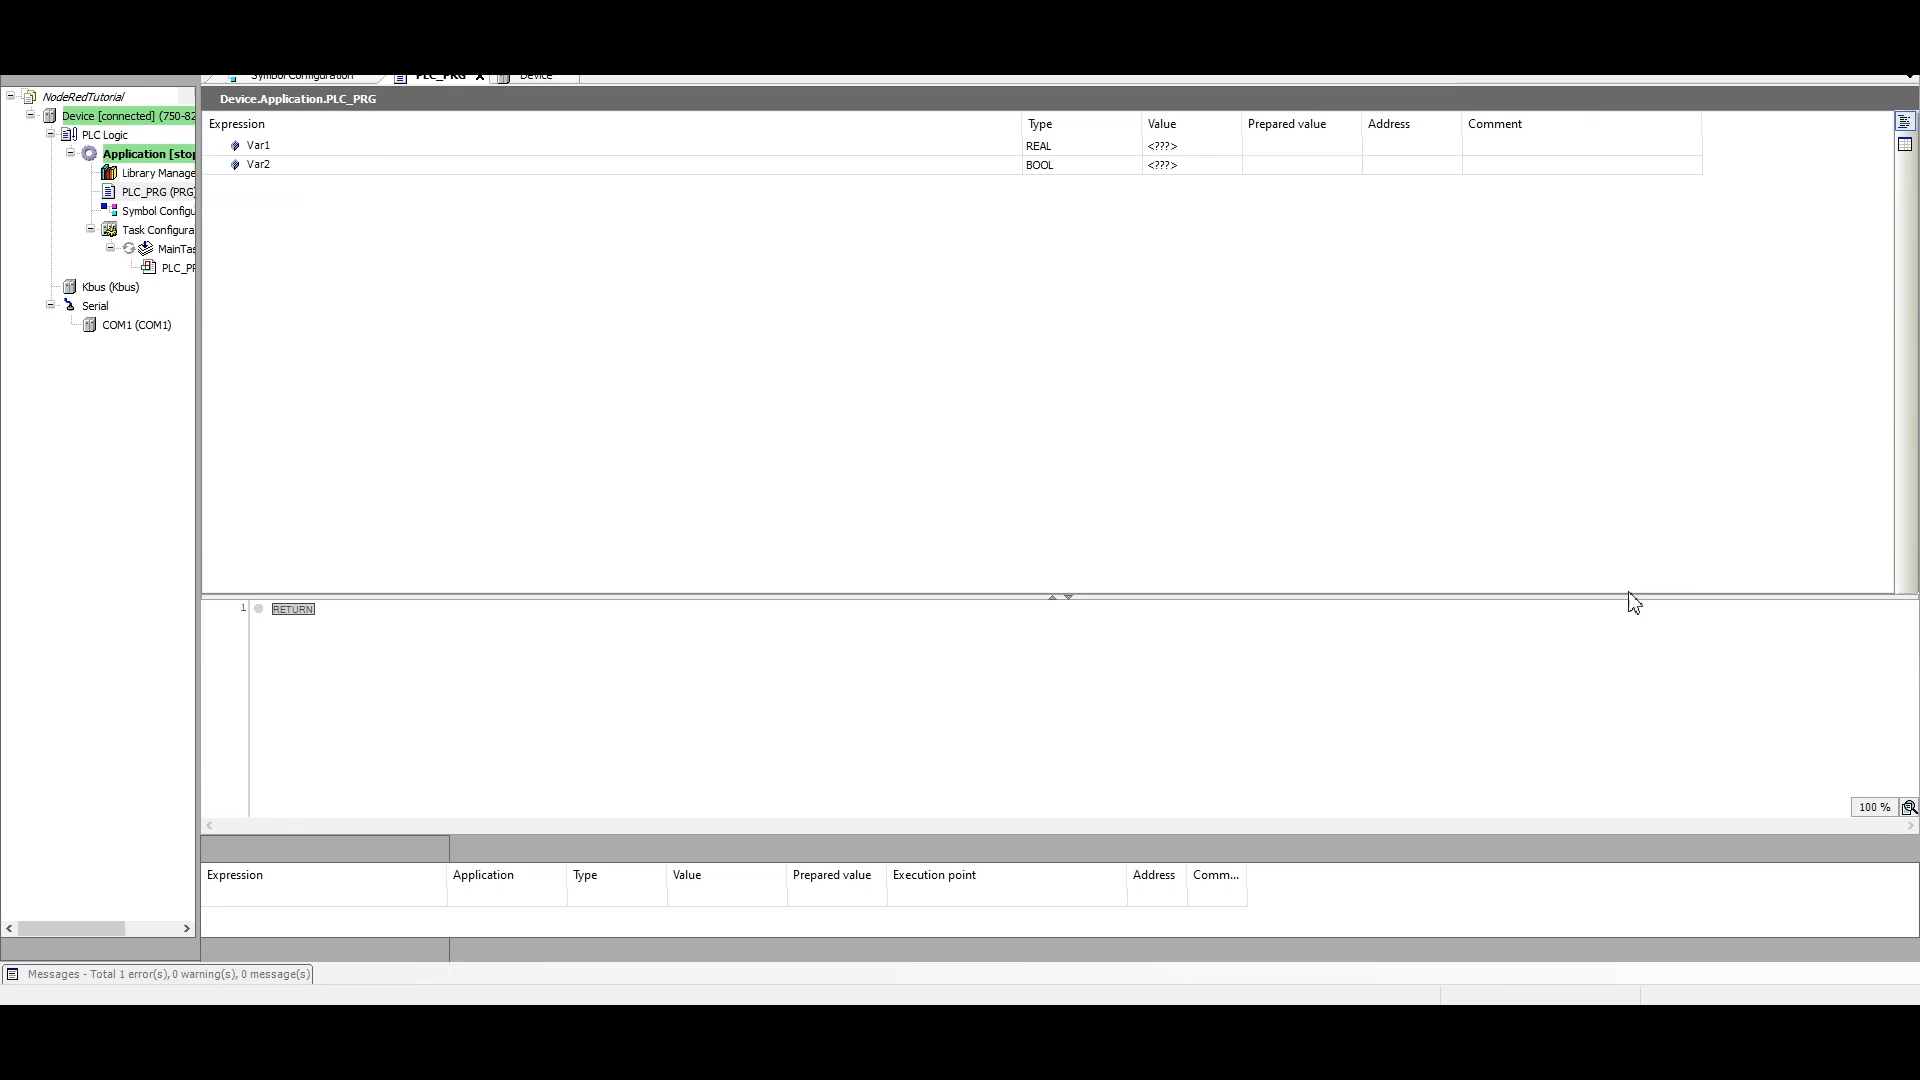 Symbol Configuration PLC_PRG Device
NodeRedTutorial
Device [connected] (750-82
PLC Logic
Application [stop
Library Manage
PLC_PRG (PRG)
Symbol Configu
Task Configura
MainTas
PLC_PR
Kbus (Kbus)
Serial
COM1 (COM1)
Device.Application.PLC_PRG
Expression Type Value Prepared value Address Comment
Var1 REAL <???>
Var2 BOOL <???>
1 RETURN
100 %
Expression Application Type Value Prepared value Execution point Address Comm...
Messages - Total 1 error(s), 0 warning(s), 0 message(s)